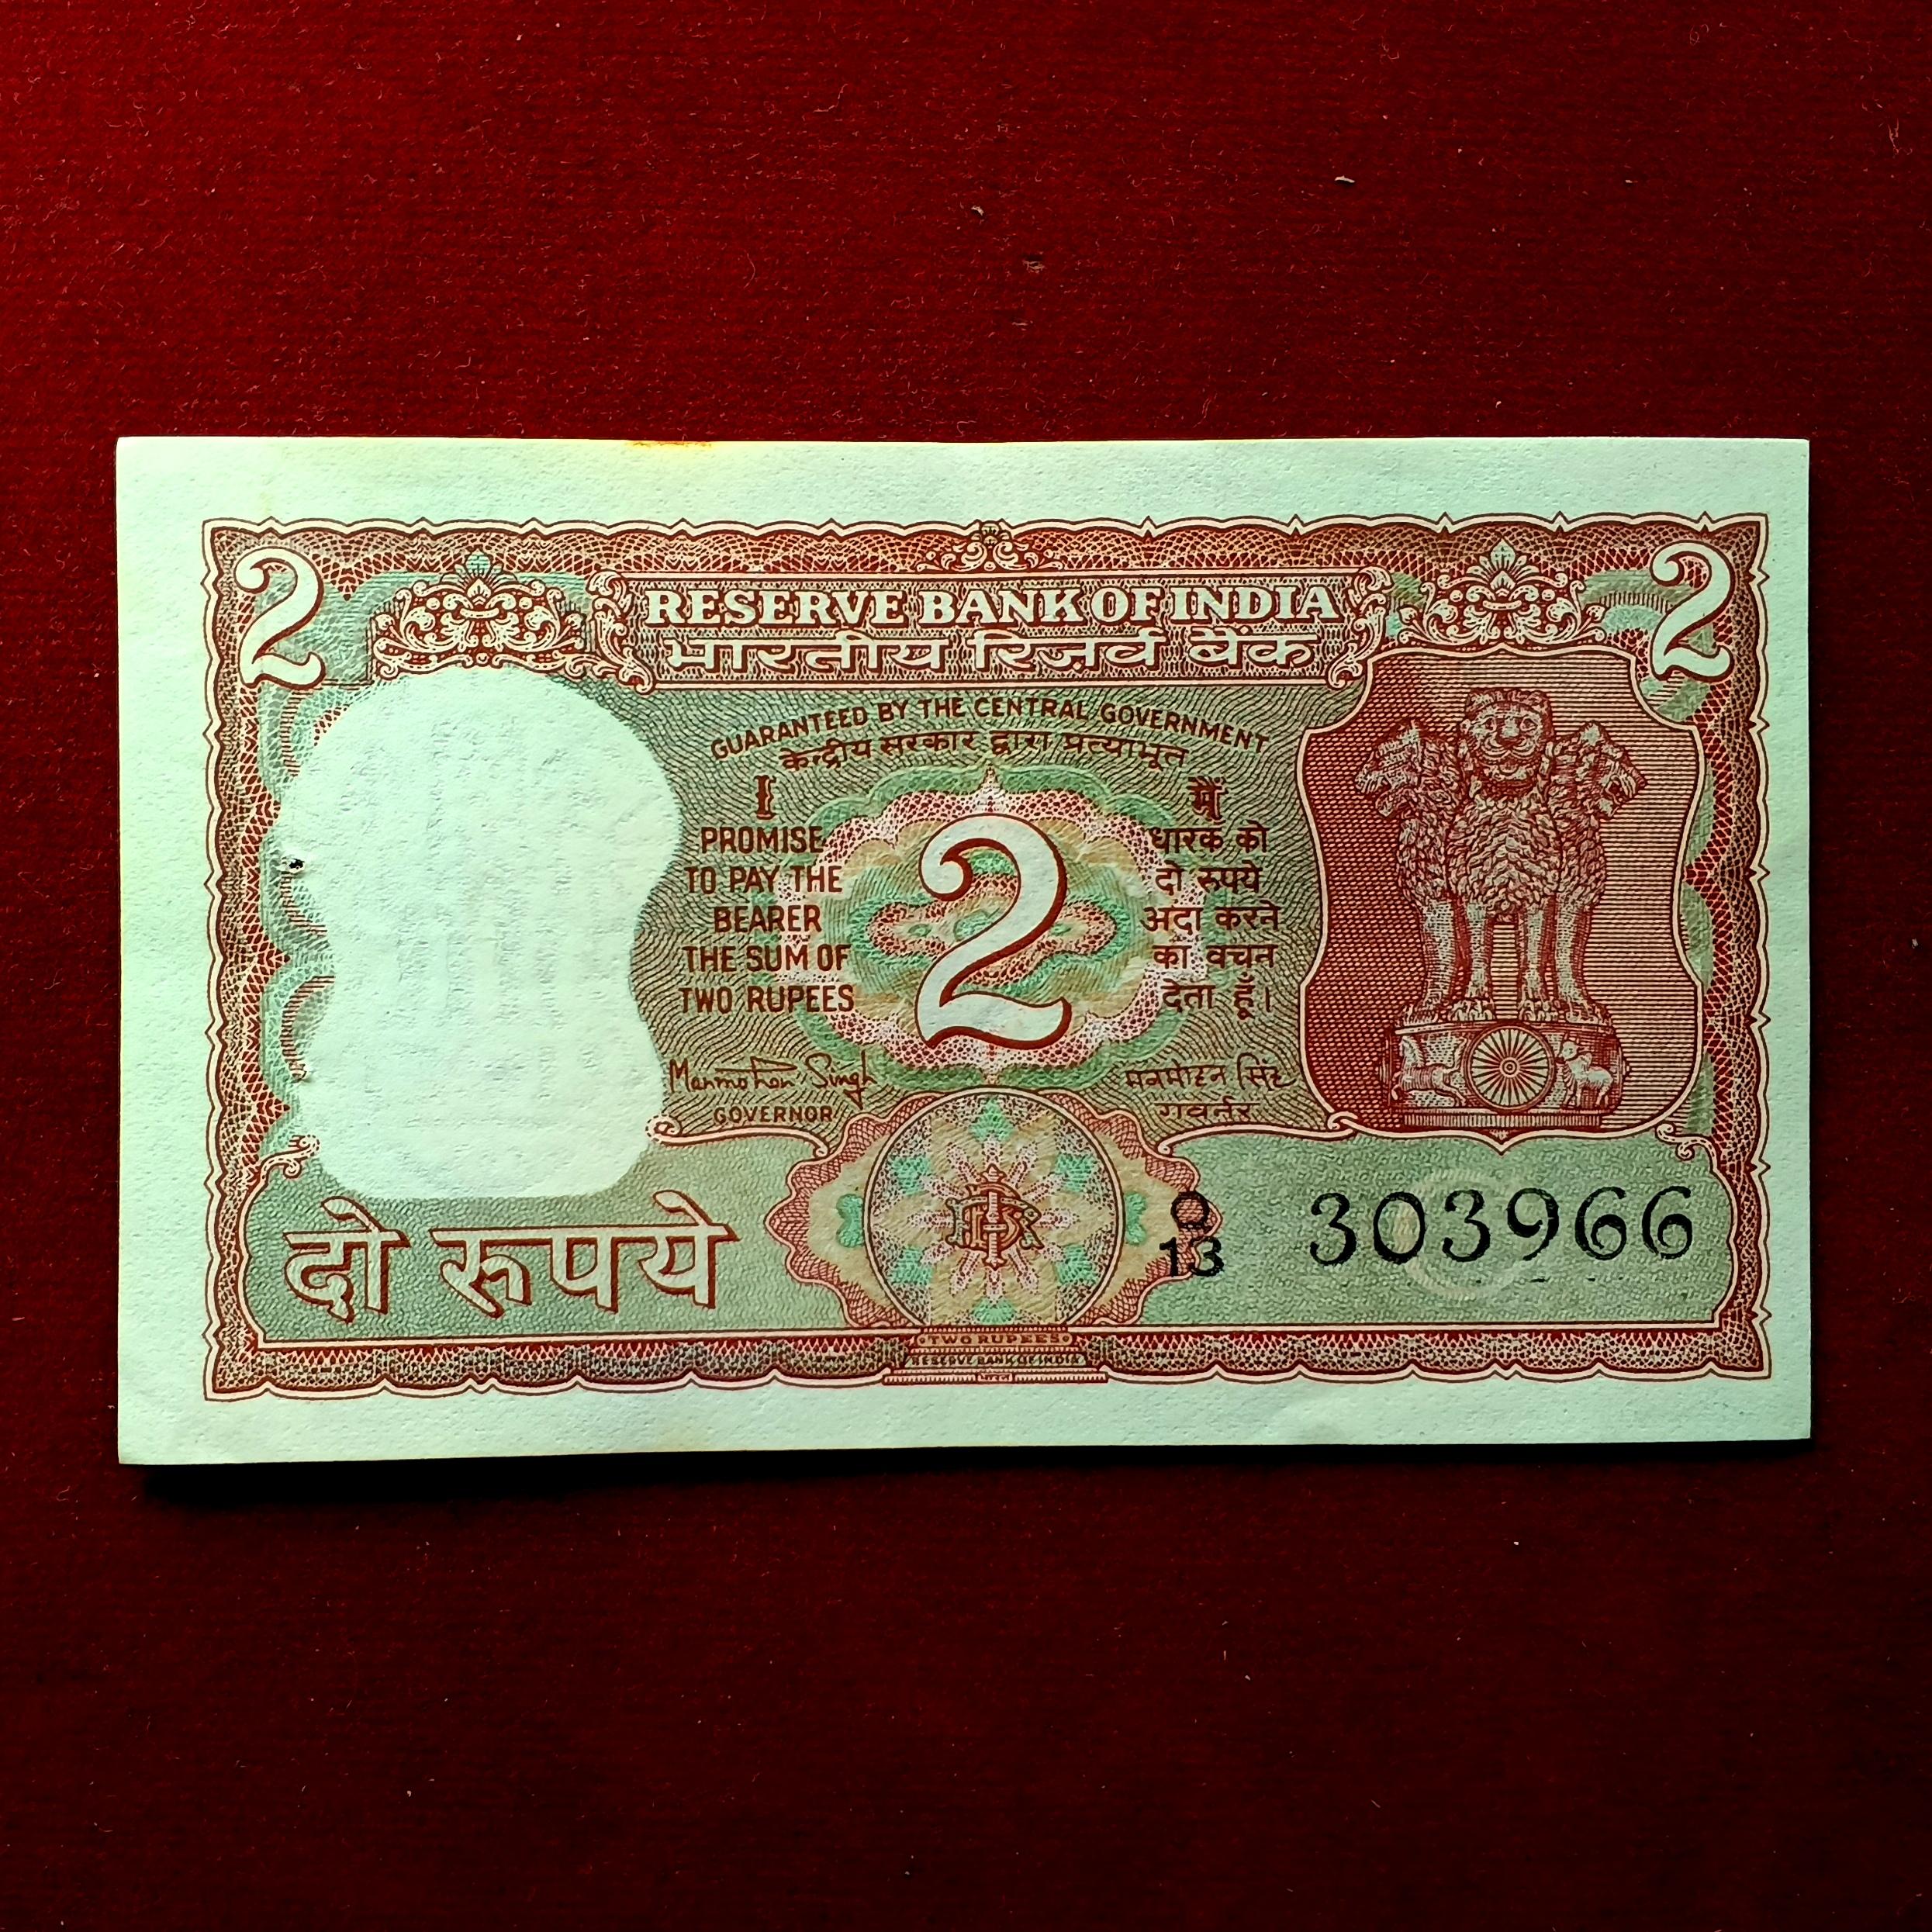 2 2
RESERVE BANK OF INDIA
भारतीय रिज़र्व बैंक
GUARANTEED BY THE CENTRAL GOVERNMENT
केन्द्रीय सरकार द्वारा प्रत्याभूत
I
PROMISE
TO PAY THE
BEARER
THE SUM OF
TWO RUPEES
2
मैं
धारक को
दो रुपये
अदा करने
का वचन
देता हूँ।
Manmohan Singh
GOVERNOR
मनमोहन सिंह
गवर्नर
दो रूपये
Q
13
303966
TWO RUPEES
RESERVE BANK OF INDIA